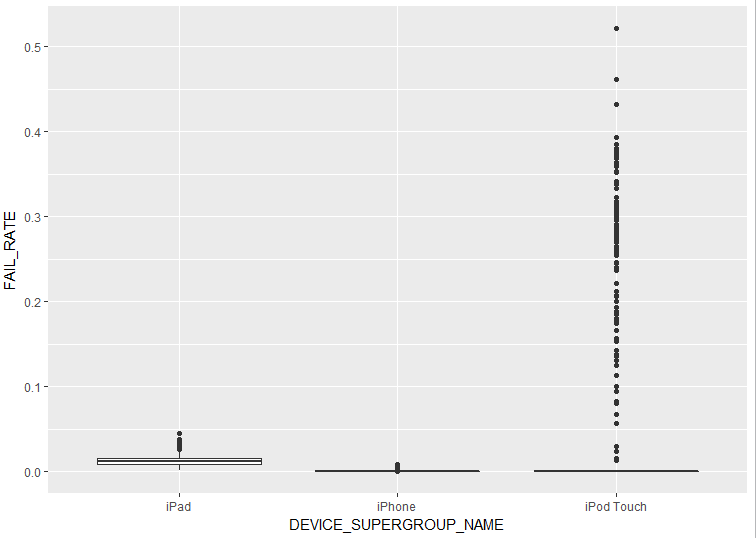 FAIL_RATE
0.5
0.4
0.3
0.2
0.1
0.0
iPad
iPhone
iPod Touch
DEVICE_SUPERGROUP_NAME